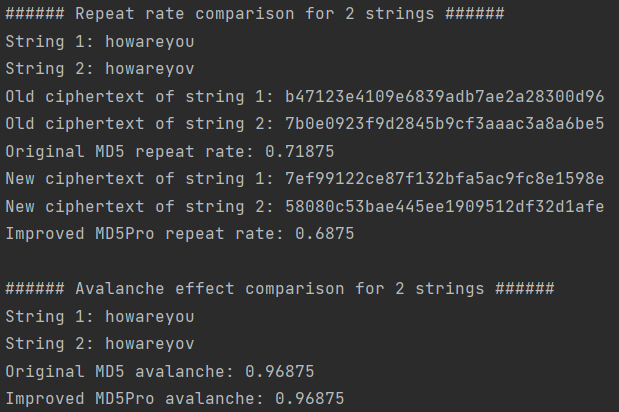 ###### Repeat rate comparison for 2 strings ######
String 1: howareyou
String 2: howareyov
Old ciphertext of string 1: b47123e4109e6839adb7ae2a28300d96
Old ciphertext of string 2: 7b0e0923f9d2845b9cf3aaac3a8a6be5
Original MD5 repeat rate: 0.71875
New ciphertext of string 1: 7ef99122ce87f132bfa5ac9fc8e1598e
New ciphertext of string 2: 58080c53bae445ee1909512df32d1afe
Improved MD5Pro repeat rate: 0.6875
###### Avalanche effect comparison for 2 strings ######
String 1: howareyou
String 2: howareyov
Original MD5 avalanche: 0.96875
Improved MD5Pro avalanche: 0.96875